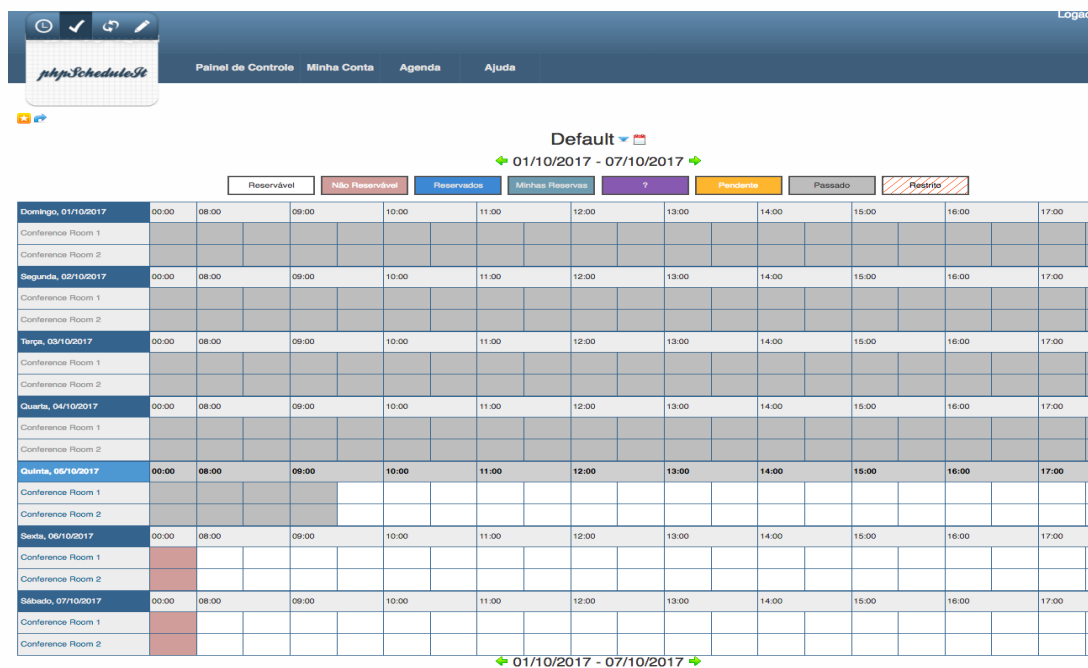 Logad
phpScheduleIt
Painel de Controle Minha Conta Agenda Ajuda
Default
01/10/2017 - 07/10/2017
Reservável Não Reservável Reservados Minhas Reservas ? Pendente Passado Restrito
Domingo, 01/10/2017 00:00 08:00 09:00 10:00 11:00 12:00 13:00 14:00 15:00 16:00 17:00
Conference Room 1
Conference Room 2
Segunda, 02/10/2017 00:00 08:00 09:00 10:00 11:00 12:00 13:00 14:00 15:00 16:00 17:00
Conference Room 1
Conference Room 2
Terça, 03/10/2017 00:00 08:00 09:00 10:00 11:00 12:00 13:00 14:00 15:00 16:00 17:00
Conference Room 1
Conference Room 2
Quarta, 04/10/2017 00:00 08:00 09:00 10:00 11:00 12:00 13:00 14:00 15:00 16:00 17:00
Conference Room 1
Conference Room 2
Quinta, 05/10/2017 00:00 08:00 09:00 10:00 11:00 12:00 13:00 14:00 15:00 16:00 17:00
Conference Room 1
Conference Room 2
Sexta, 06/10/2017 00:00 08:00 09:00 10:00 11:00 12:00 13:00 14:00 15:00 16:00 17:00
Conference Room 1
Conference Room 2
Sábado, 07/10/2017 00:00 08:00 09:00 10:00 11:00 12:00 13:00 14:00 15:00 16:00 17:00
Conference Room 1
Conference Room 2
01/10/2017 - 07/10/2017